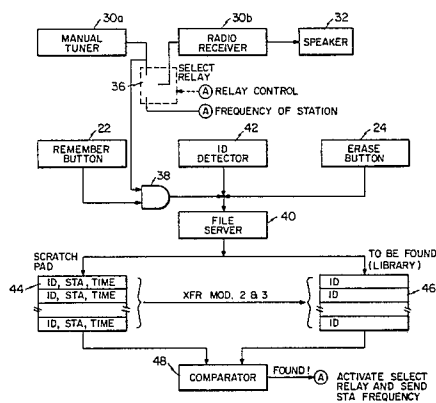 30a
30b
32
MANUAL
TUNER
RADIO
RECEIVER
SPEAKER
SELECT
RELAY
36
A RELAY CONTROL
A FREQUENCY OF STATION
22
42
24
REMEMBER
BUTTON
ID
DETECTOR
ERASE
BUTTON
38
FILE
SERVER
40
SCRATCH
PAD
TO BE FOUND
(LIBRARY)
44
ID, STA, TIME
ID, STA, TIME
ID, STA, TIME
XFR MOD. 2 & 3
ID
ID
46
48
COMPARATOR
FOUND!
A ACTIVATE SELECT
RELAY AND SEND
STA FREQUENCY